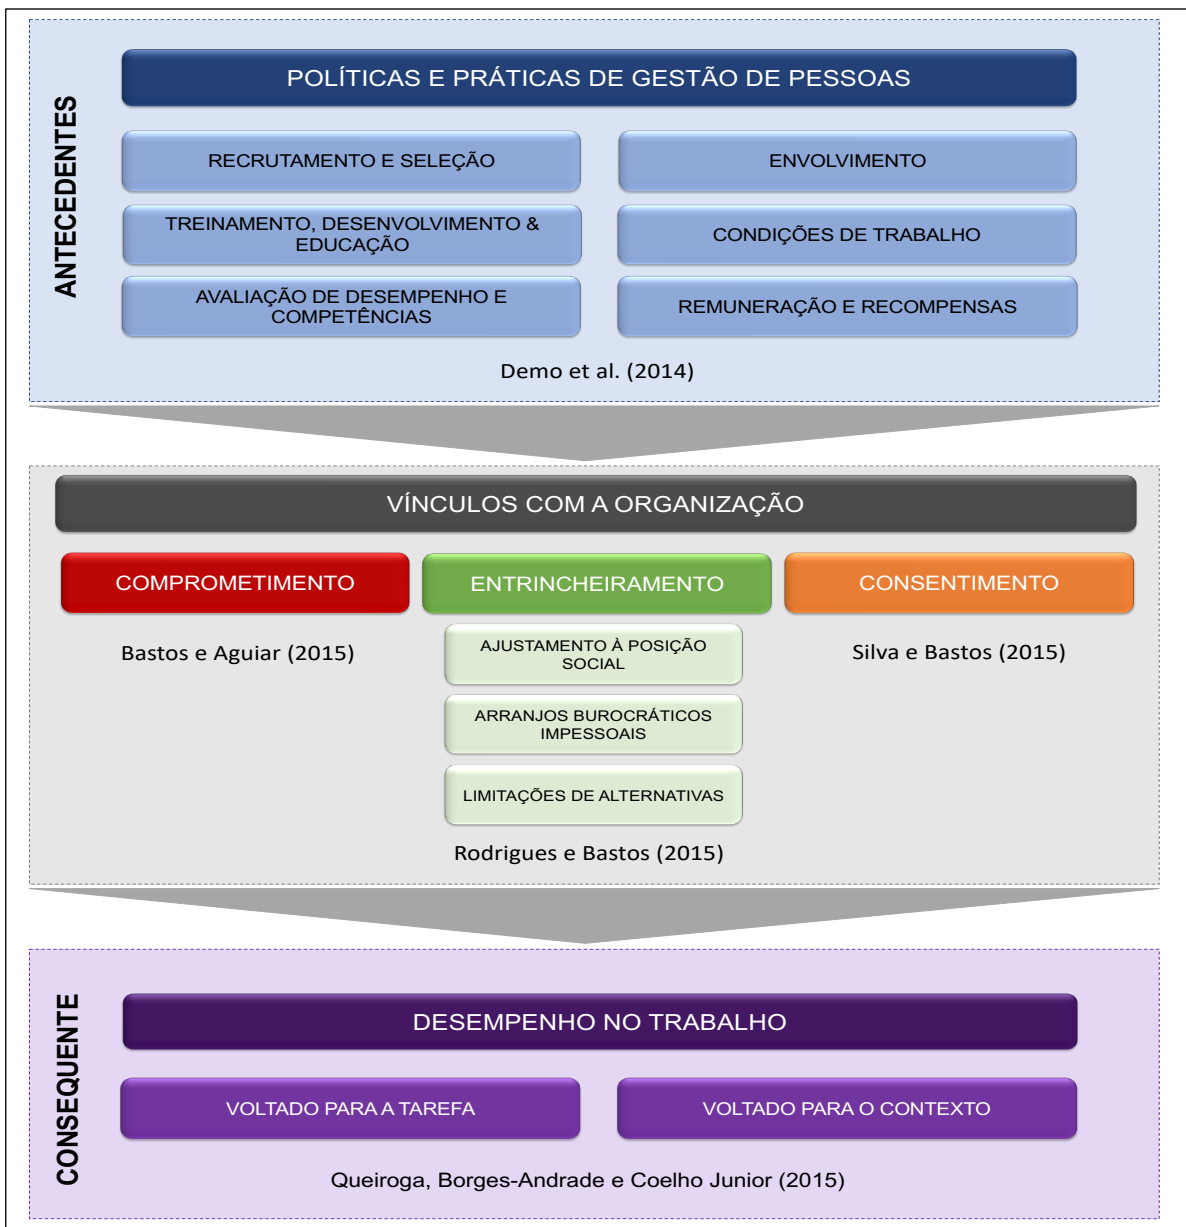 ANTECEDENTES
POLÍTICAS E PRÁTICAS DE GESTÃO DE PESSOAS
RECRUTAMENTO E SELEÇÃO
ENVOLVIMENTO
TREINAMENTO, DESENVOLVIMENTO &
EDUCAÇÃO
CONDIÇÕES DE TRABALHO
AVALIAÇÃO DE DESEMPENHO E
COMPETÊNCIAS
REMUNERAÇÃO E RECOMPENSAS
Demo et al. (2014)
VÍNCULOS COM A ORGANIZAÇÃO
COMPROMETIMENTO
Bastos e Aguiar (2015)
ENTRINCHEIRAMENTO
AJUSTAMENTO À POSIÇÃO
SOCIAL
ARRANJOS BUROCRÁTICOS
IMPESSOAIS
LIMITAÇÕES DE ALTERNATIVAS
Rodrigues e Bastos (2015)
CONSENTIMENTO
Silva e Bastos (2015)
CONSEQUENTE
DESEMPENHO NO TRABALHO
VOLTADO PARA A TAREFA
VOLTADO PARA O CONTEXTO
Queiroga, Borges-Andrade e Coelho Junior (2015)